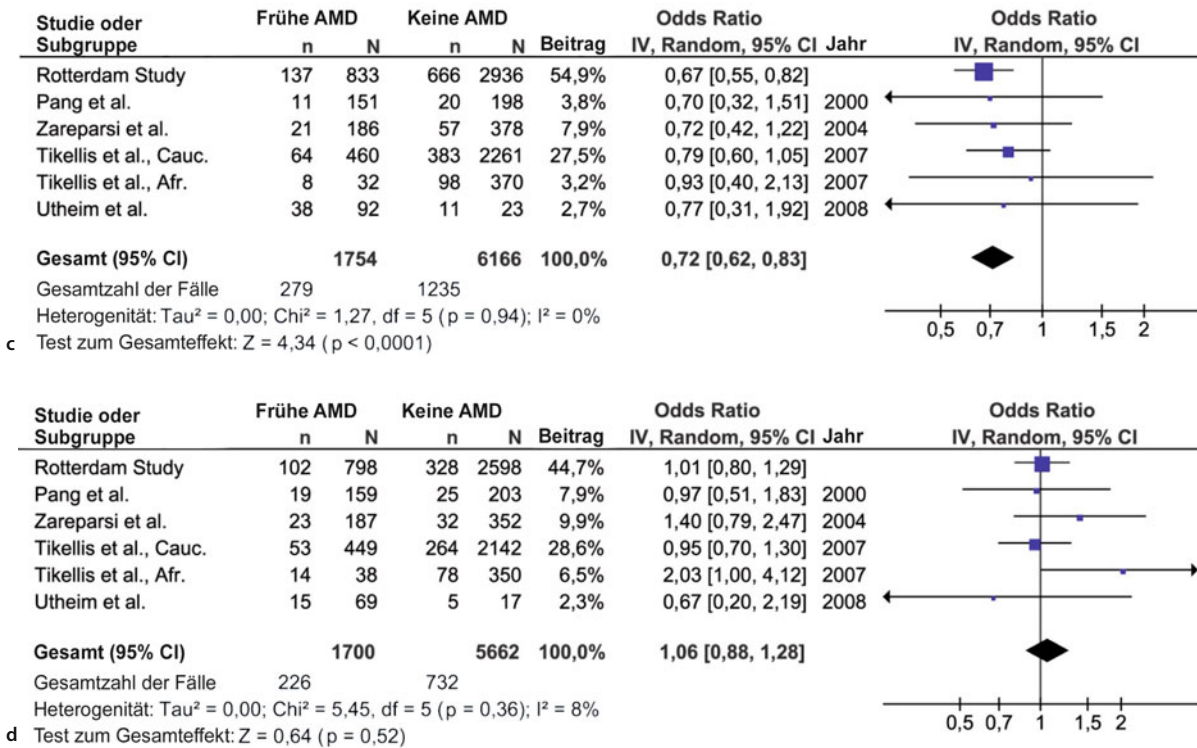 Studie oder Subgruppe Frühe AMD Keine AMD Odds Ratio Odds Ratio
n N n N Beitrag IV, Random, 95% CI Jahr IV, Random, 95% CI
Rotterdam Study 137 833 666 2936 54,9% 0,67 [0,55, 0,82]
Pang et al. 11 151 20 198 3,8% 0,70 [0,32, 1,51] 2000
Zareparsi et al. 21 186 57 378 7,9% 0,72 [0,42, 1,22] 2004
Tikellis et al., Cauc. 64 460 383 2261 27,5% 0,79 [0,60, 1,05] 2007
Tikellis et al., Afr. 8 32 98 370 3,2% 0,93 [0,40, 2,13] 2007
Utheim et al. 38 92 11 23 2,7% 0,77 [0,31, 1,92] 2008
Gesamt (95% CI) 1754 6166 100,0% 0,72 [0,62, 0,83]
Gesamtzahl der Fälle 279 1235
Heterogenität: Tau² = 0,00; Chi² = 1,27, df = 5 (p = 0,94); I² = 0%
0,5 0,7 1 1,5 2
c Test zum Gesamteffekt: Z = 4,34 (p < 0,0001)
Studie oder Subgruppe Frühe AMD Keine AMD Odds Ratio Odds Ratio
n N n N Beitrag IV, Random, 95% CI Jahr IV, Random, 95% CI
Rotterdam Study 102 798 328 2598 44,7% 1,01 [0,80, 1,29]
Pang et al. 19 159 25 203 7,9% 0,97 [0,51, 1,83] 2000
Zareparsi et al. 23 187 32 352 9,9% 1,40 [0,79, 2,47] 2004
Tikellis et al., Cauc. 53 449 264 2142 28,6% 0,95 [0,70, 1,30] 2007
Tikellis et al., Afr. 14 38 78 350 6,5% 2,03 [1,00, 4,12] 2007
Utheim et al. 15 69 5 17 2,3% 0,67 [0,20, 2,19] 2008
Gesamt (95% CI) 1700 5662 100,0% 1,06 [0,88, 1,28]
Gesamtzahl der Fälle 226 732
Heterogenität: Tau² = 0,00; Chi² = 5,45, df = 5 (p = 0,36); I² = 8%
0,5 0,7 1 1,5 2
d Test zum Gesamteffekt: Z = 0,64 (p = 0,52)